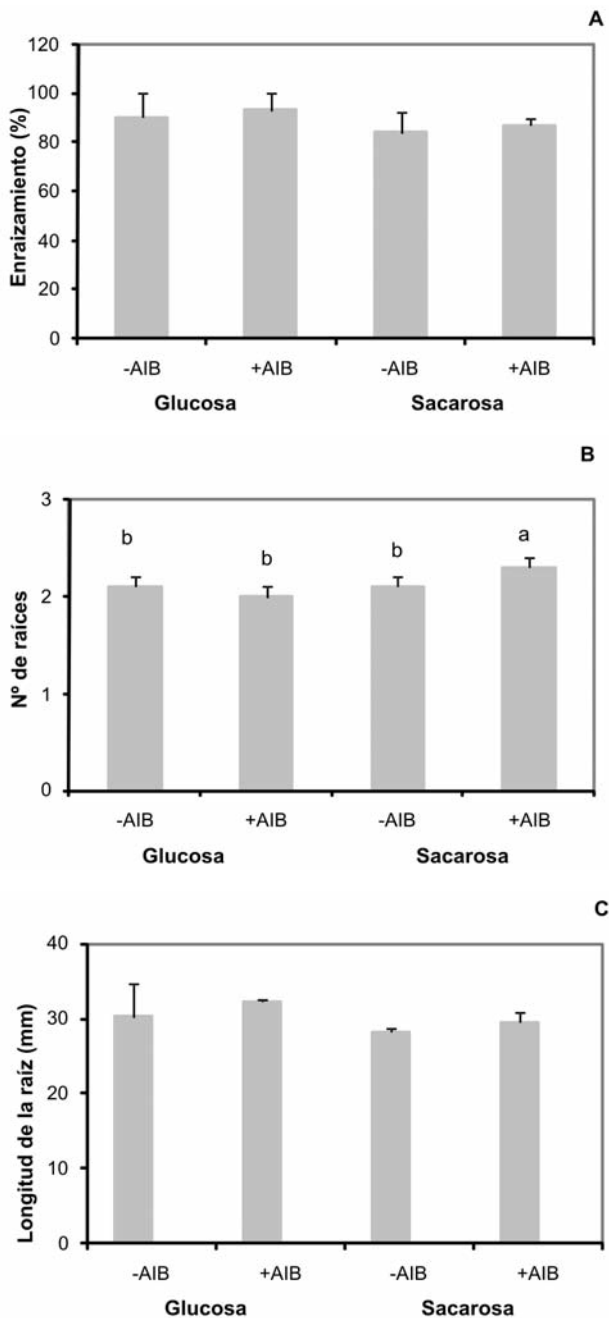 A
Enraizamiento (%)
120
100
80
60
40
20
0
-AIB +AIB -AIB +AIB
Glucosa Sacarosa
B
Nº de raíces
3
2
1
0
b b b a
-AIB +AIB -AIB +AIB
Glucosa Sacarosa
C
Longitud de la raíz (mm)
40
30
20
10
0
-AIB +AIB -AIB +AIB
Glucosa Sacarosa